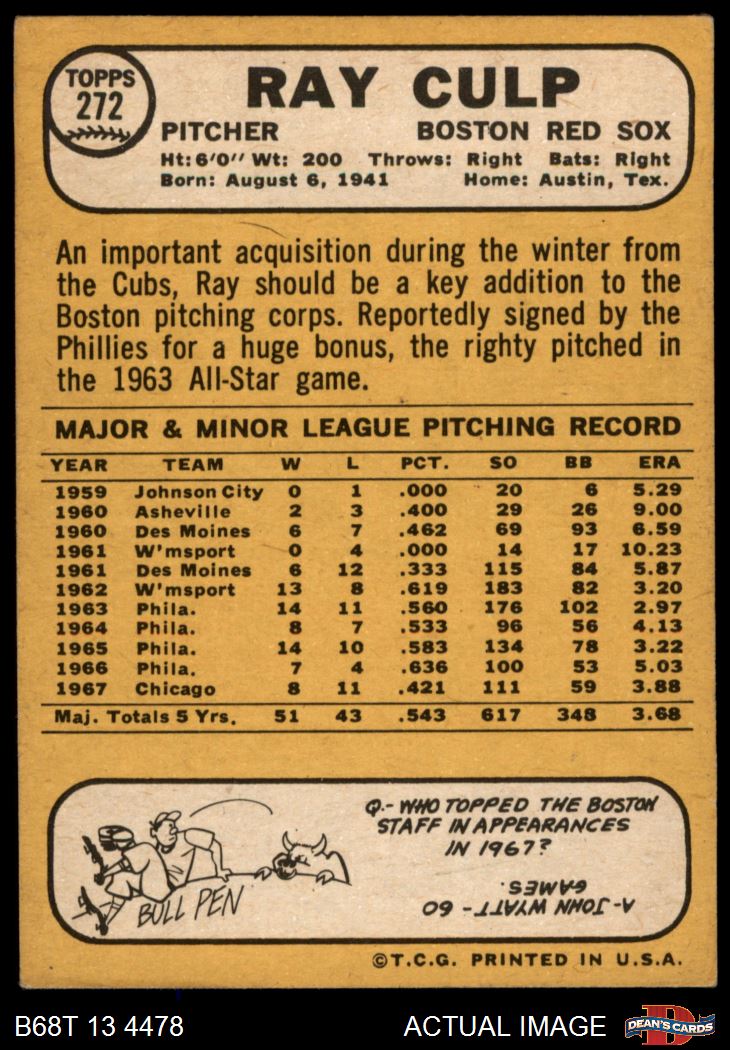 TOPPS
272
RAY CULP
PITCHER BOSTON RED SOX
Ht: 6'0" Wt: 200 Throws: Right Bats: Right
Born: August 6, 1941 Home: Austin, Tex.
An important acquisition during the winter from
the Cubs, Ray should be a key addition to the
Boston pitching corps. Reportedly signed by the
Phillies for a huge bonus, the righty pitched in
the 1963 All-Star game.
MAJOR & MINOR LEAGUE PITCHING RECORD
YEAR TEAM W L PCT. SO BB ERA
1959 Johnson City 0 1 .000 20 6 5.29
1960 Asheville 2 3 .400 29 26 9.00
1960 Des Moines 6 7 .462 69 93 6.59
1961 W'msport 0 4 .000 14 17 10.23
1961 Des Moines 6 12 .333 115 84 5.87
1962 W'msport 13 8 .619 183 82 3.20
1963 Phila. 14 11 .560 176 102 2.97
1964 Phila. 8 7 .533 96 56 4.13
1965 Phila. 14 10 .583 134 78 3.22
1966 Phila. 7 4 .636 100 53 5.03
1967 Chicago 8 11 .421 111 59 3.88
Maj. Totals 5 Yrs. 51 43 .543 617 348 3.68
BULL PEN
Q.- WHO TOPPED THE BOSTON
STAFF IN APPEARANCES
IN 1967?
A- JOHN WYATT - 60
GAMES.
©T.C.G. PRINTED IN U.S.A.
B68T 13 4478 ACTUAL IMAGE
D
DEAN'S CARDS